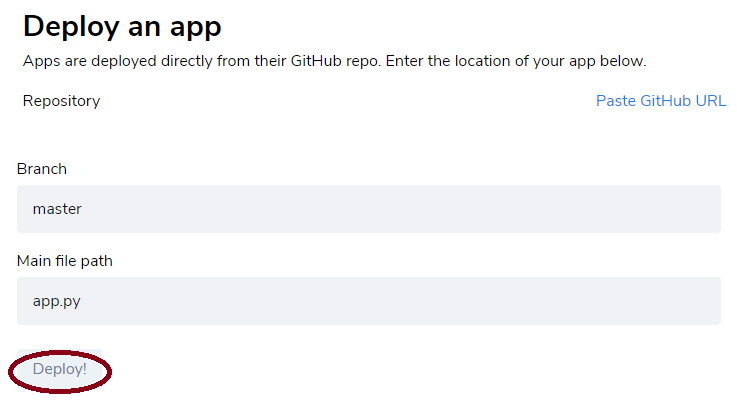 Deploy an app
Apps are deployed directly from their GitHub repo. Enter the location of your app below.
Repository
Paste GitHub URL
Branch
master
Main file path
app.py
Deploy!